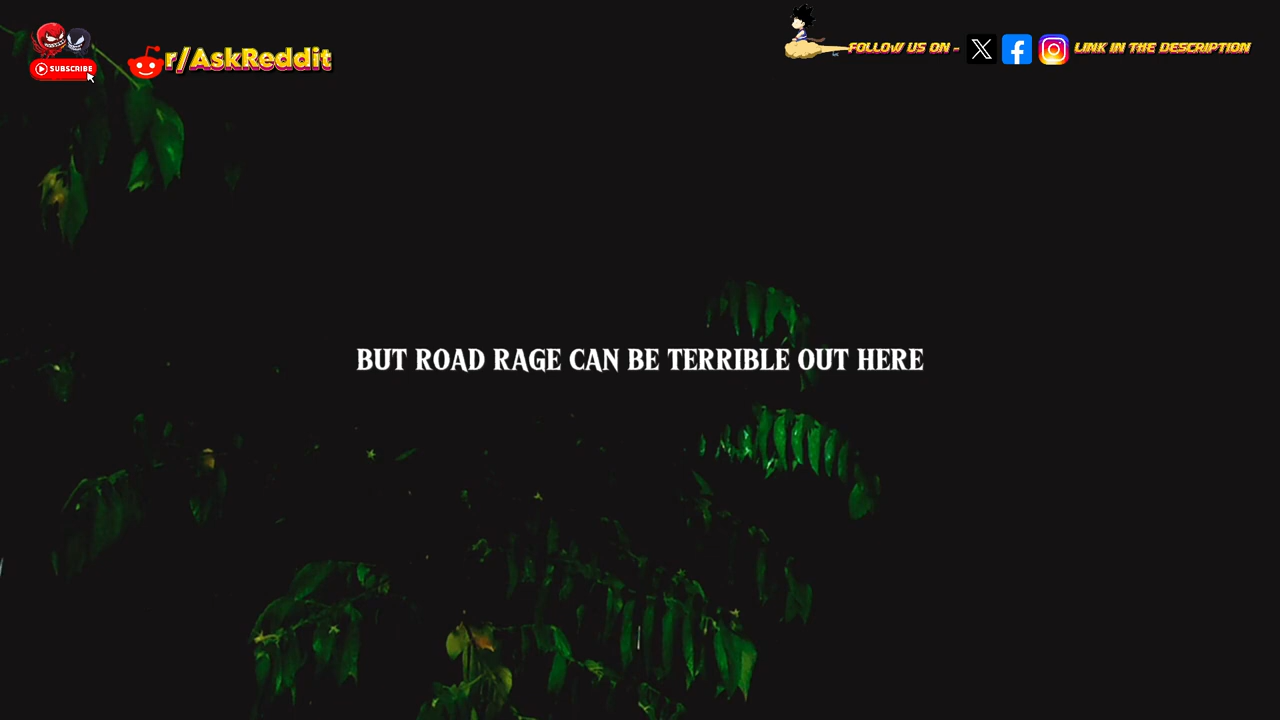 SUBSCRIBE
r/AskReddit
FOLLOW US ON -
LINK IN THE DESCRIPTION
BUT ROAD RAGE CAN BE TERRIBLE OUT HERE